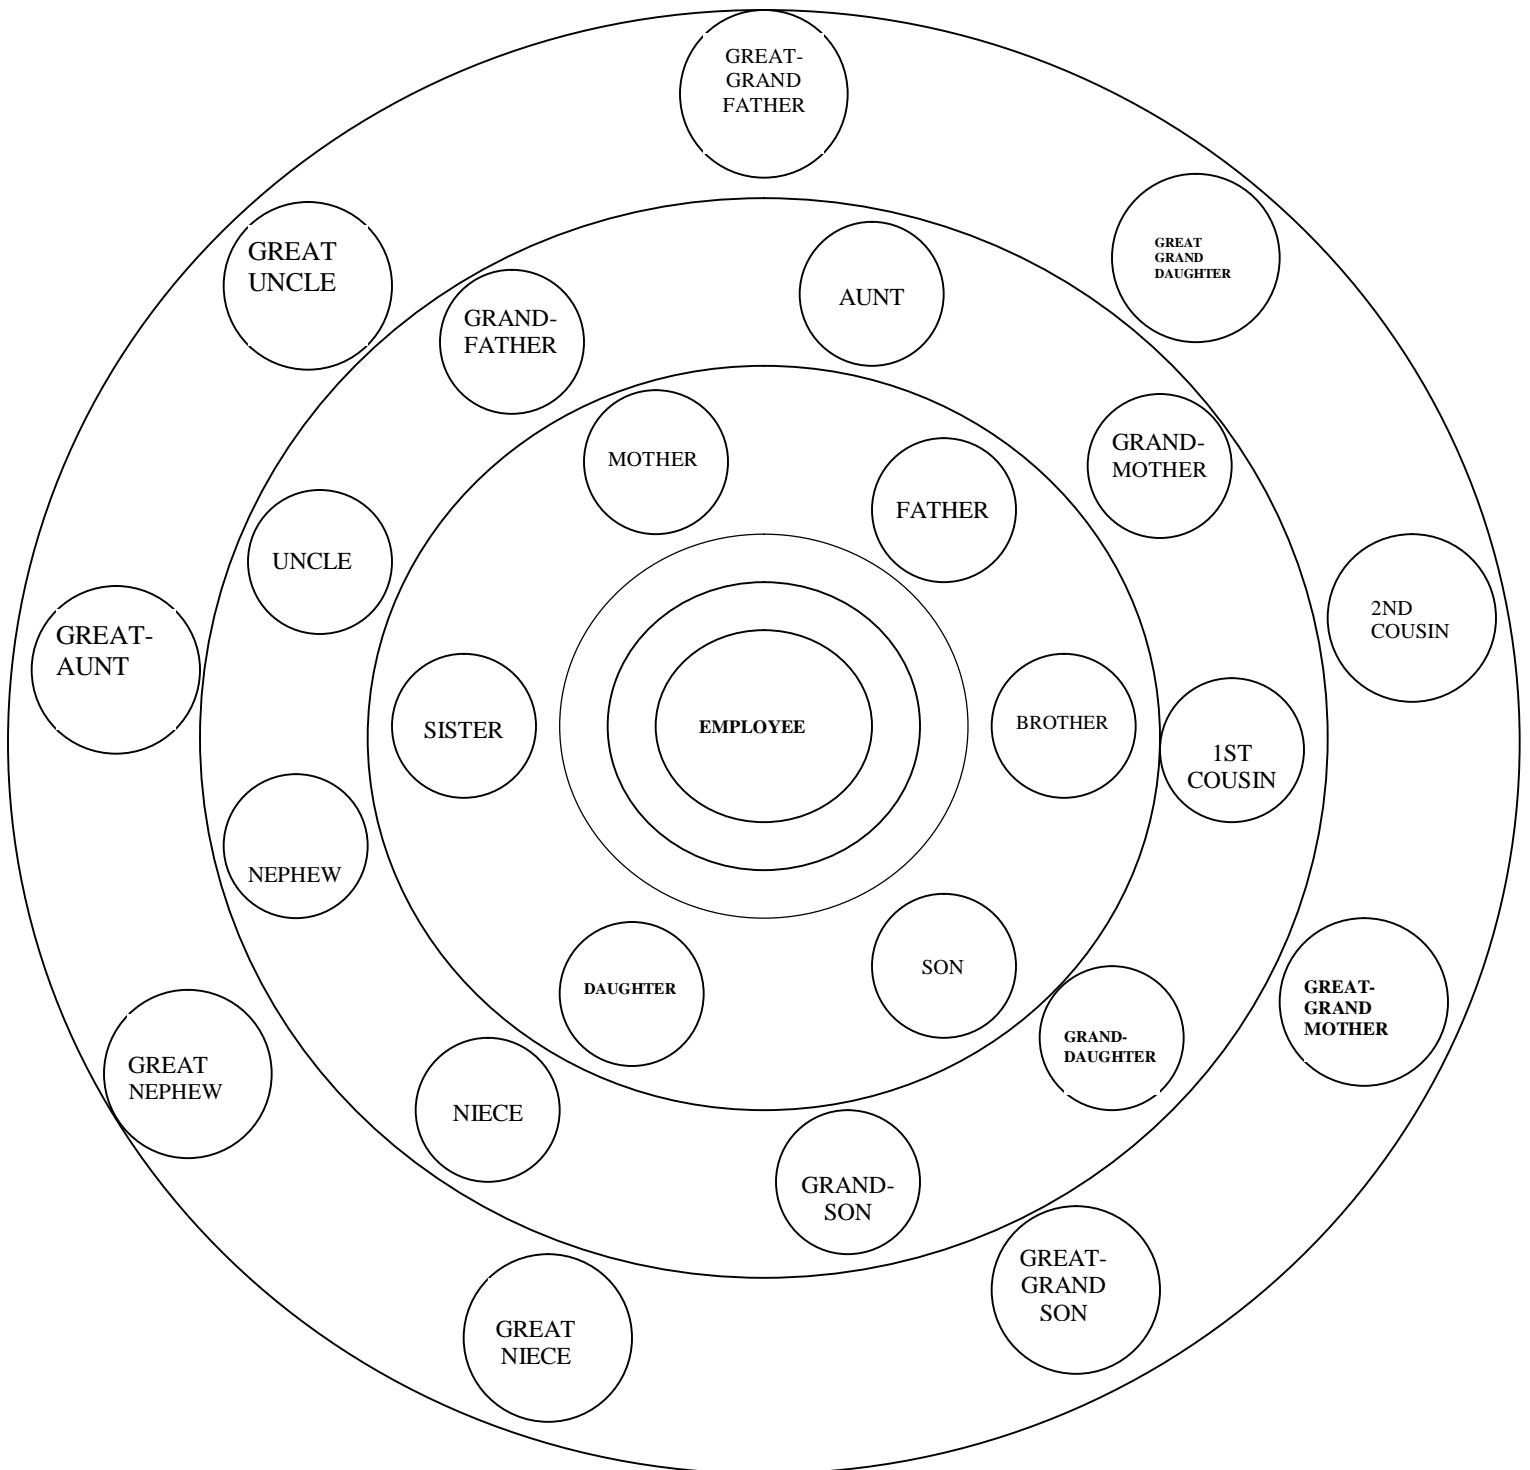 GREAT-
GRAND
FATHER
GREAT
UNCLE
GREAT
GRAND
DAUGHTER
GRAND-
FATHER
AUNT
MOTHER
GRAND-
MOTHER
FATHER
UNCLE
2ND
COUSIN
GREAT-
AUNT
SISTER
EMPLOYEE
BROTHER
1ST
COUSIN
NEPHEW
DAUGHTER
SON
GREAT-
GRAND
MOTHER
GRAND-
DAUGHTER
GREAT
NEPHEW
NIECE
GRAND-
SON
GREAT-
GRAND
SON
GREAT
NIECE